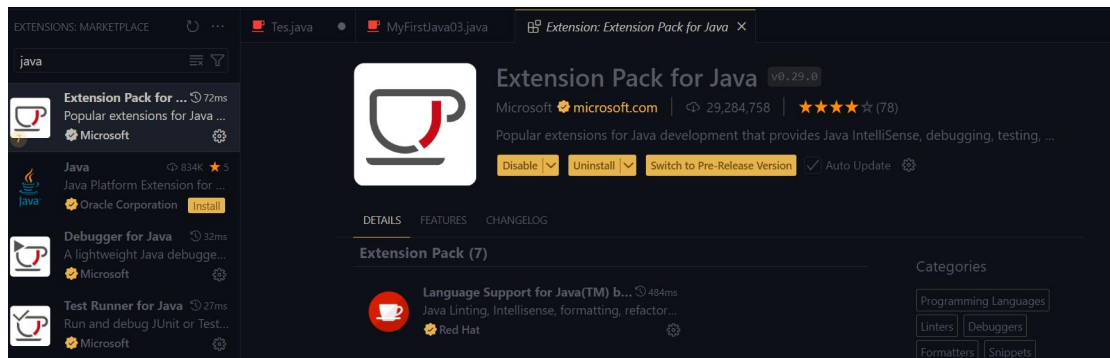 EXTENSIONS: MARKETPLACE
java
Extension Pack for ... 72ms
Popular extensions for Java ...
Microsoft
7
Java 834K ★ 5
Java Platform Extension for ...
Oracle Corporation Install
Java
Debugger for Java 32ms
A lightweight Java debugge...
Microsoft
Test Runner for Java 27ms
Run and debug JUnit or Test...
Microsoft
Tes.java ● MyFirstJava03.java Extension: Extension Pack for Java ×
Extension Pack for Java v0.29.0
Microsoft microsoft.com | 29,284,758 | ★★★★☆ (78)
Popular extensions for Java development that provides Java IntelliSense, debugging, testing, ...
Disable Uninstall Switch to Pre-Release Version Auto Update
DETAILS FEATURES CHANGELOG
Extension Pack (7)
Language Support for Java(TM) b... 484ms
Java Linting, Intellisense, formatting, refactor...
Red Hat
Categories
Programming Languages
Linters Debuggers
Formatters Snippets